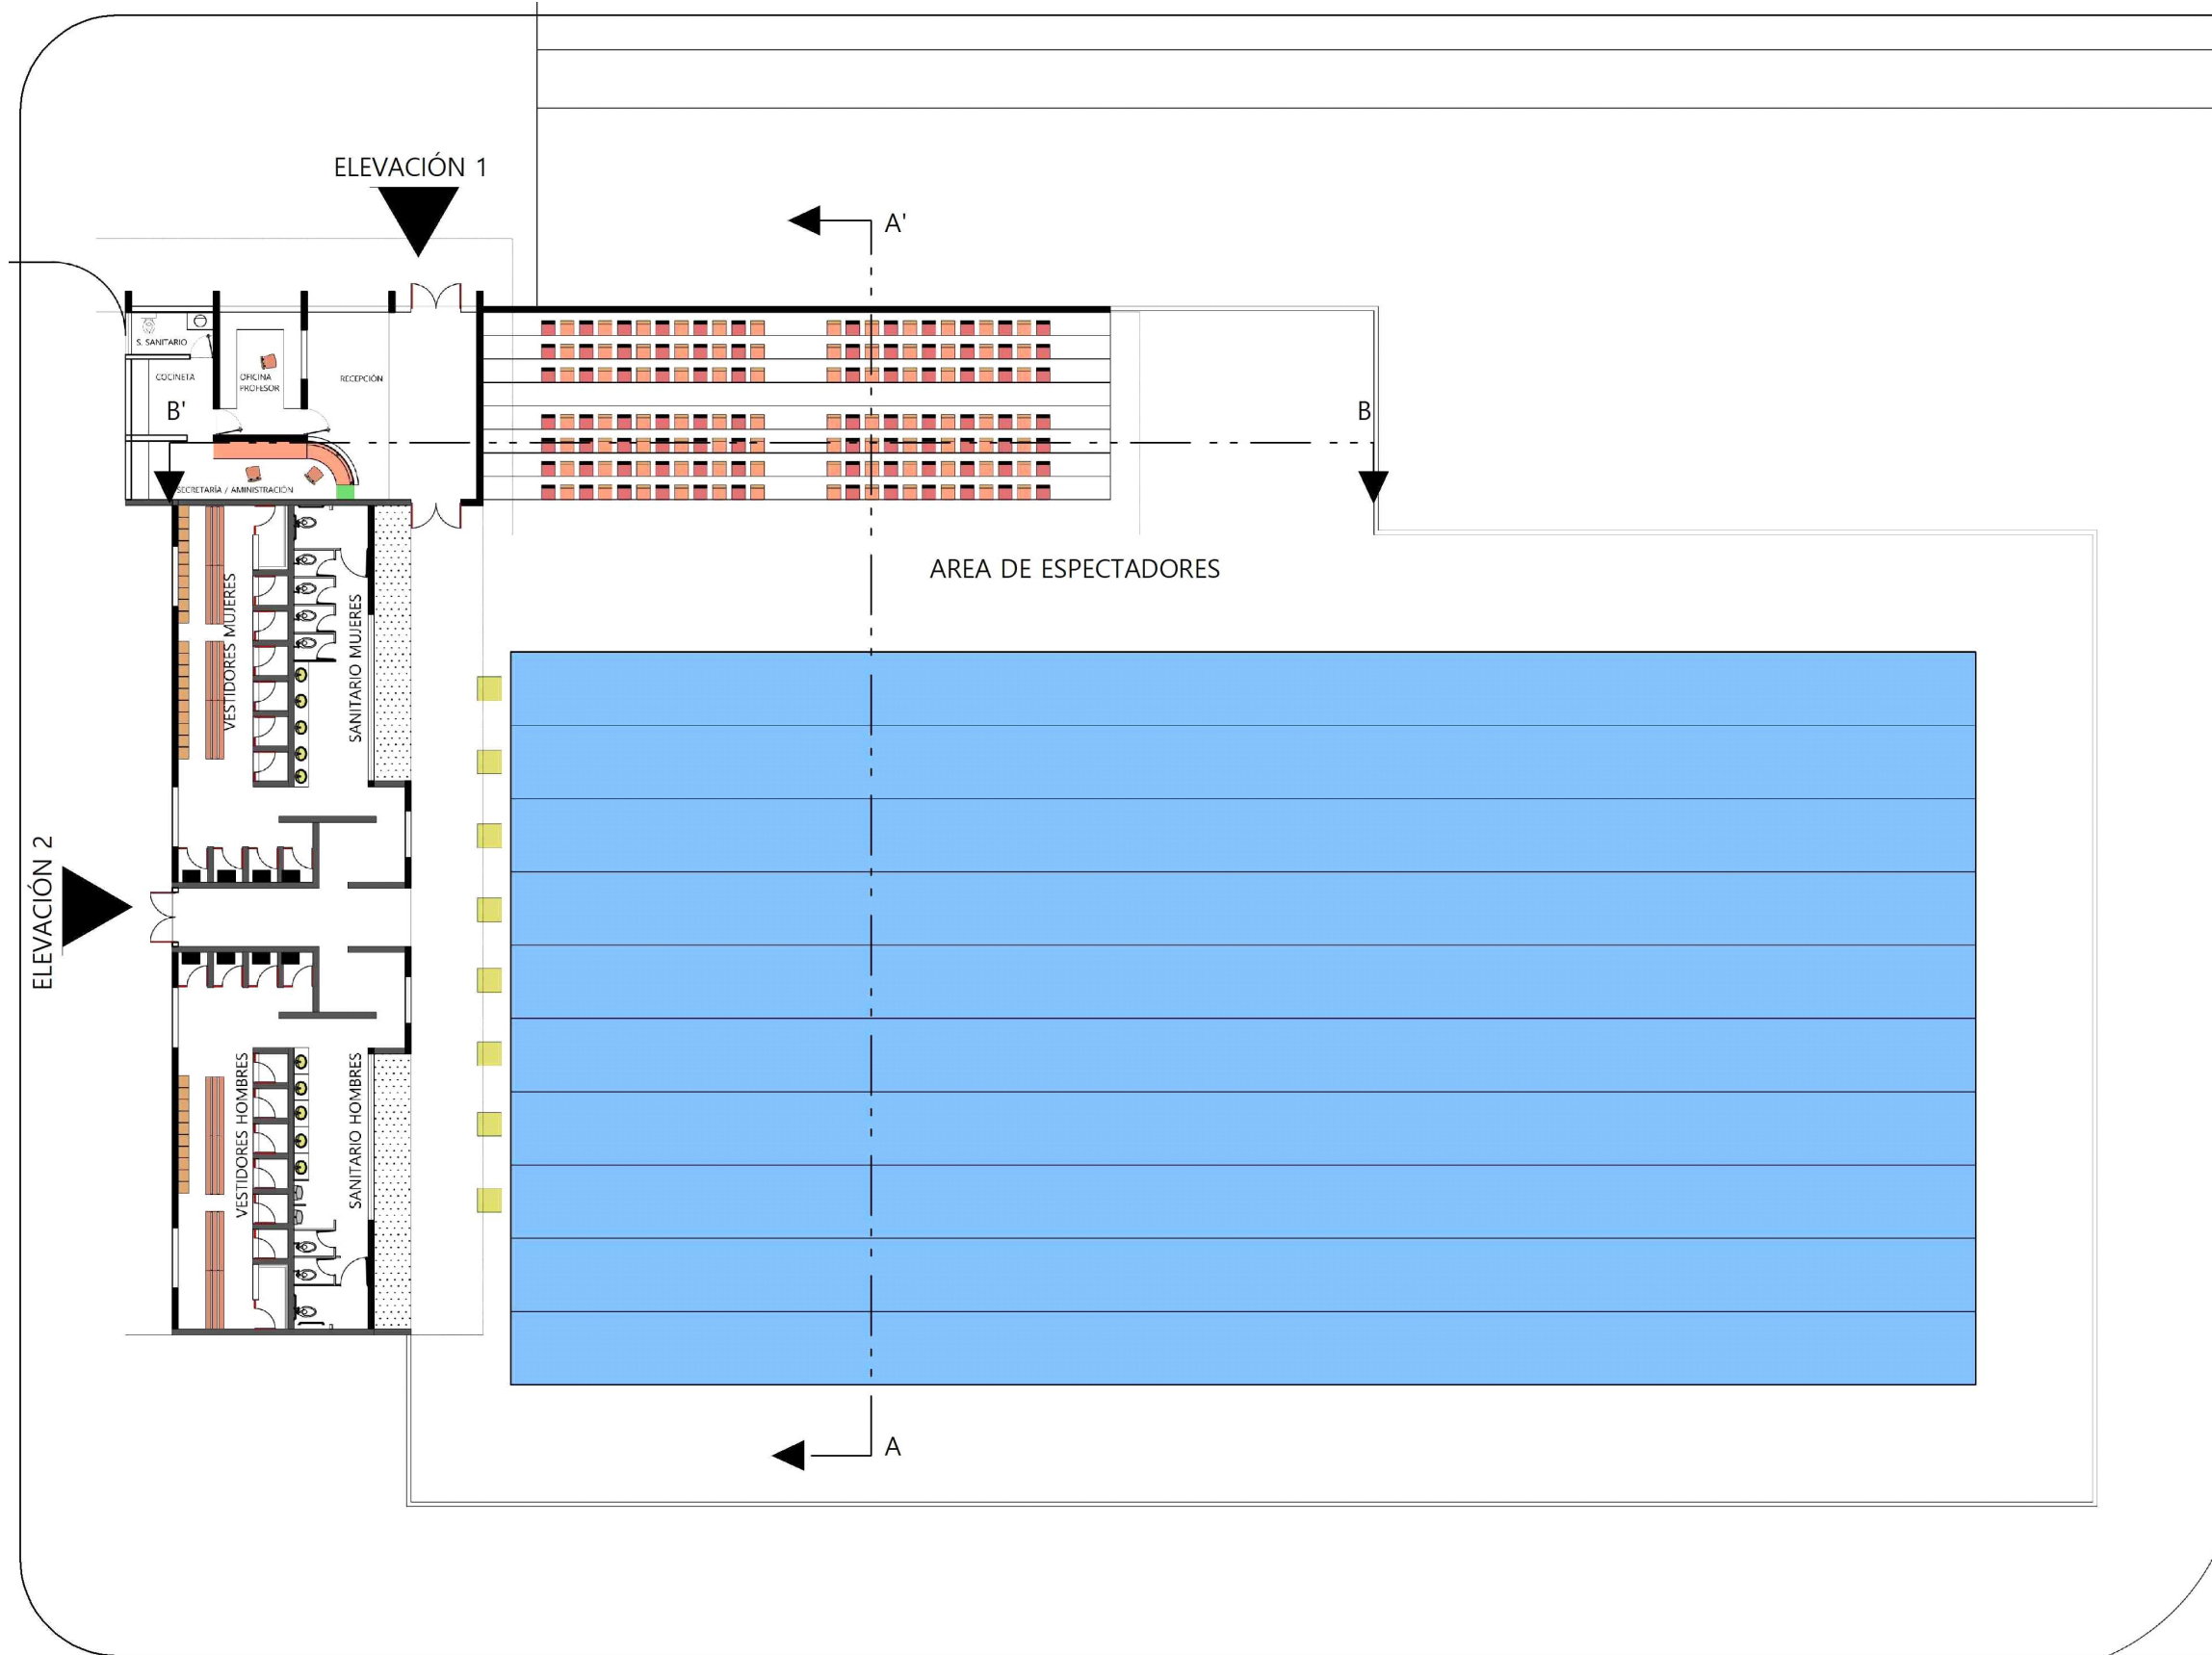 ELEVACIÓN 1
A'
S. SANITARIO
COCINETA
OFICINA
PROFESOR
RECEPCIÓN
B'
B
SECRETARÍA / AMINISTRACIÓN
AREA DE ESPECTADORES
VESTIDORES MUJERES
SANITARIO MUJERES
ELEVACIÓN 2
VESTIDORES HOMBRES
SANITARIO HOMBRES
A